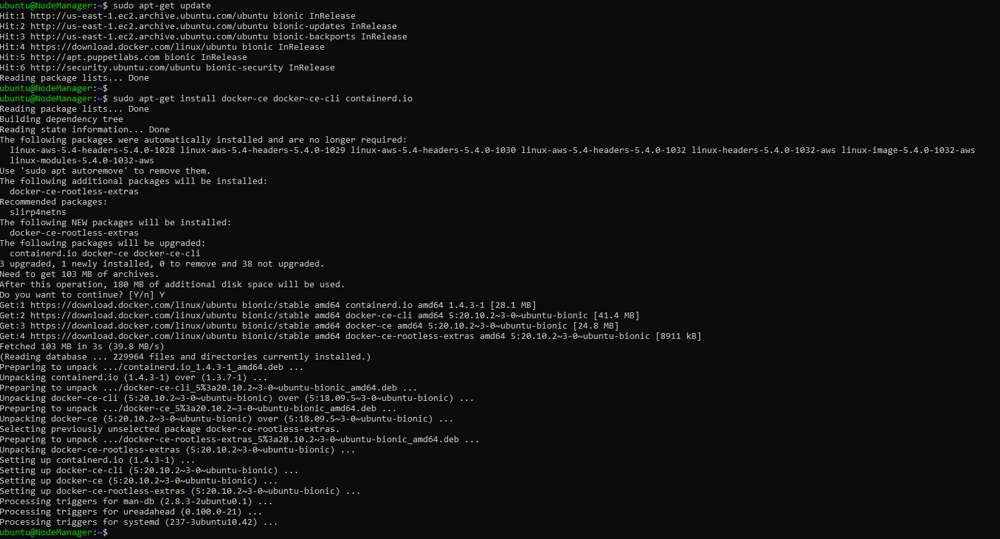 ubuntu@NodeManager:~$ sudo apt-get update
Hit:1 http://us-east-1.ec2.archive.ubuntu.com/ubuntu bionic InRelease
Hit:2 http://us-east-1.ec2.archive.ubuntu.com/ubuntu bionic-updates InRelease
Hit:3 http://us-east-1.ec2.archive.ubuntu.com/ubuntu bionic-backports InRelease
Hit:4 https://download.docker.com/linux/ubuntu bionic InRelease
Hit:5 http://apt.puppetlabs.com bionic InRelease
Hit:6 http://security.ubuntu.com/ubuntu bionic-security InRelease
Reading package lists... Done
ubuntu@NodeManager:~$
ubuntu@NodeManager:~$ sudo apt-get install docker-ce docker-ce-cli containerd.io
Reading package lists... Done
Building dependency tree
Reading state information... Done
The following packages were automatically installed and are no longer required:
  linux-aws-5.4-headers-5.4.0-1028 linux-aws-5.4-headers-5.4.0-1029 linux-aws-5.4-headers-5.4.0-1030 linux-aws-5.4-headers-5.4.0-1032 linux-headers-5.4.0-1032-aws linux-image-5.4.0-1032-aws
  linux-modules-5.4.0-1032-aws
Use 'sudo apt autoremove' to remove them.
The following additional packages will be installed:
  docker-ce-rootless-extras
Recommended packages:
  slirp4netns
The following NEW packages will be installed:
  docker-ce-rootless-extras
The following packages will be upgraded:
  containerd.io docker-ce docker-ce-cli
3 upgraded, 1 newly installed, 0 to remove and 38 not upgraded.
Need to get 103 MB of archives.
After this operation, 180 MB of additional disk space will be used.
Do you want to continue? [Y/n] Y
Get:1 https://download.docker.com/linux/ubuntu bionic/stable amd64 containerd.io amd64 1.4.3-1 [28.1 MB]
Get:2 https://download.docker.com/linux/ubuntu bionic/stable amd64 docker-ce-cli amd64 5:20.10.2~3-0~ubuntu-bionic [41.4 MB]
Get:3 https://download.docker.com/linux/ubuntu bionic/stable amd64 docker-ce amd64 5:20.10.2~3-0~ubuntu-bionic [24.8 MB]
Get:4 https://download.docker.com/linux/ubuntu bionic/stable amd64 docker-ce-rootless-extras amd64 5:20.10.2~3-0~ubuntu-bionic [8911 kB]
Fetched 103 MB in 3s (39.8 MB/s)
(Reading database ... 229964 files and directories currently installed.)
Preparing to unpack .../containerd.io_1.4.3-1_amd64.deb ...
Unpacking containerd.io (1.4.3-1) over (1.3.7-1) ...
Preparing to unpack .../docker-ce-cli_5%3a20.10.2~3-0~ubuntu-bionic_amd64.deb ...
Unpacking docker-ce-cli (5:20.10.2~3-0~ubuntu-bionic) over (5:18.09.5~3-0~ubuntu-bionic) ...
Preparing to unpack .../docker-ce_5%3a20.10.2~3-0~ubuntu-bionic_amd64.deb ...
Unpacking docker-ce (5:20.10.2~3-0~ubuntu-bionic) over (5:18.09.5~3-0~ubuntu-bionic) ...
Selecting previously unselected package docker-ce-rootless-extras.
Preparing to unpack .../docker-ce-rootless-extras_5%3a20.10.2~3-0~ubuntu-bionic_amd64.deb ...
Unpacking docker-ce-rootless-extras (5:20.10.2~3-0~ubuntu-bionic) ...
Setting up containerd.io (1.4.3-1) ...
Setting up docker-ce-cli (5:20.10.2~3-0~ubuntu-bionic) ...
Setting up docker-ce (5:20.10.2~3-0~ubuntu-bionic) ...
Setting up docker-ce-rootless-extras (5:20.10.2~3-0~ubuntu-bionic) ...
Processing triggers for man-db (2.8.3-2ubuntu0.1) ...
Processing triggers for ureadahead (0.100.0-21) ...
Processing triggers for systemd (237-3ubuntu10.42) ...
ubuntu@NodeManager:~$